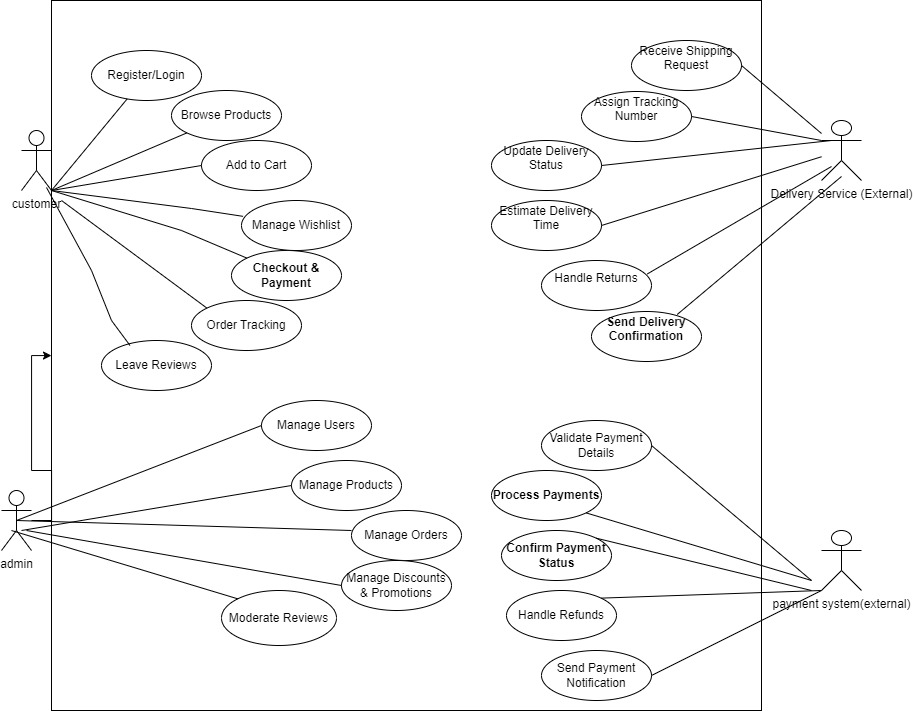 Register/Login
Browse Products
Add to Cart
customer
Manage Wishlist
Checkout &
Payment
Order Tracking
Leave Reviews
Receive Shipping
Request
Assign Tracking
Number
Update Delivery
Status
Delivery Service (External)
Estimate Delivery
Time
Handle Returns
Send Delivery
Confirmation
Manage Users
Manage Products
Manage Orders
admin
Manage Discounts
& Promotions
Moderate Reviews
Validate Payment
Details
Process Payments
Confirm Payment
Status
payment system(external)
Handle Refunds
Send Payment
Notification